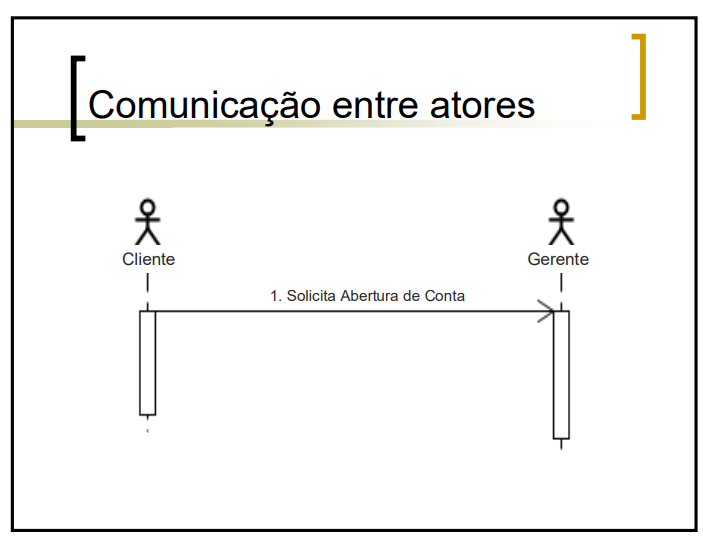 Comunicação entre atores
Cliente
Gerente
1. Solicita Abertura de Conta